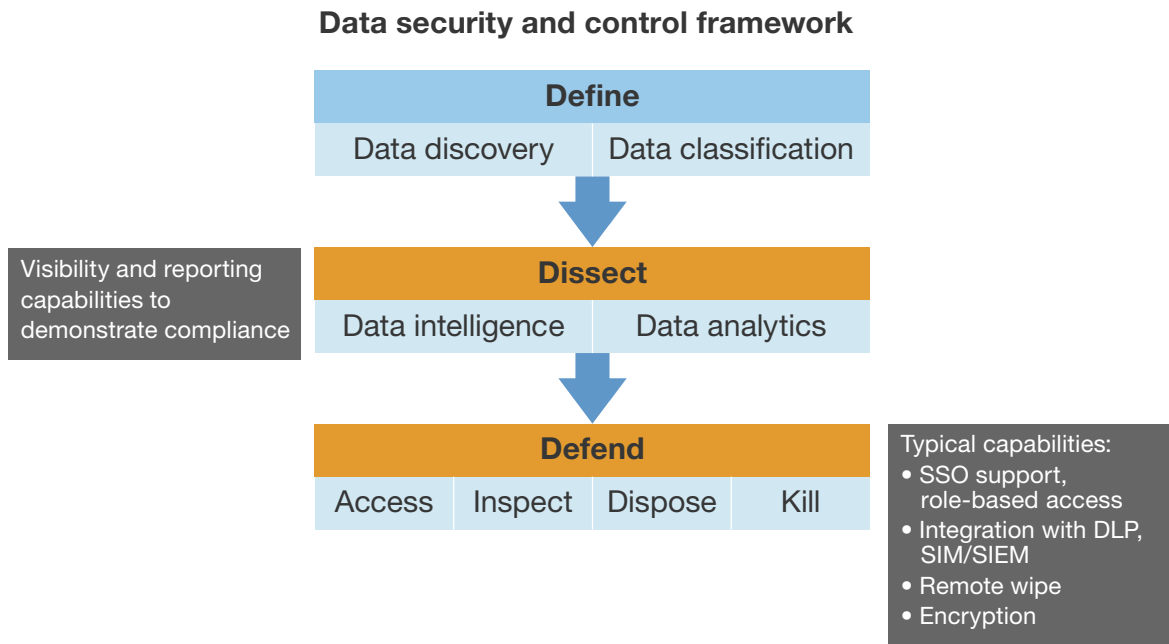 Data security and control framework
Define
Data discovery
Data classification
Visibility and reporting
capabilities to
demonstrate compliance
Dissect
Data intelligence
Data analytics
Defend
Access
Inspect
Dispose
Kill
Typical capabilities:
• SSO support,
role-based access
• Integration with DLP,
SIM/SIEM
• Remote wipe
• Encryption